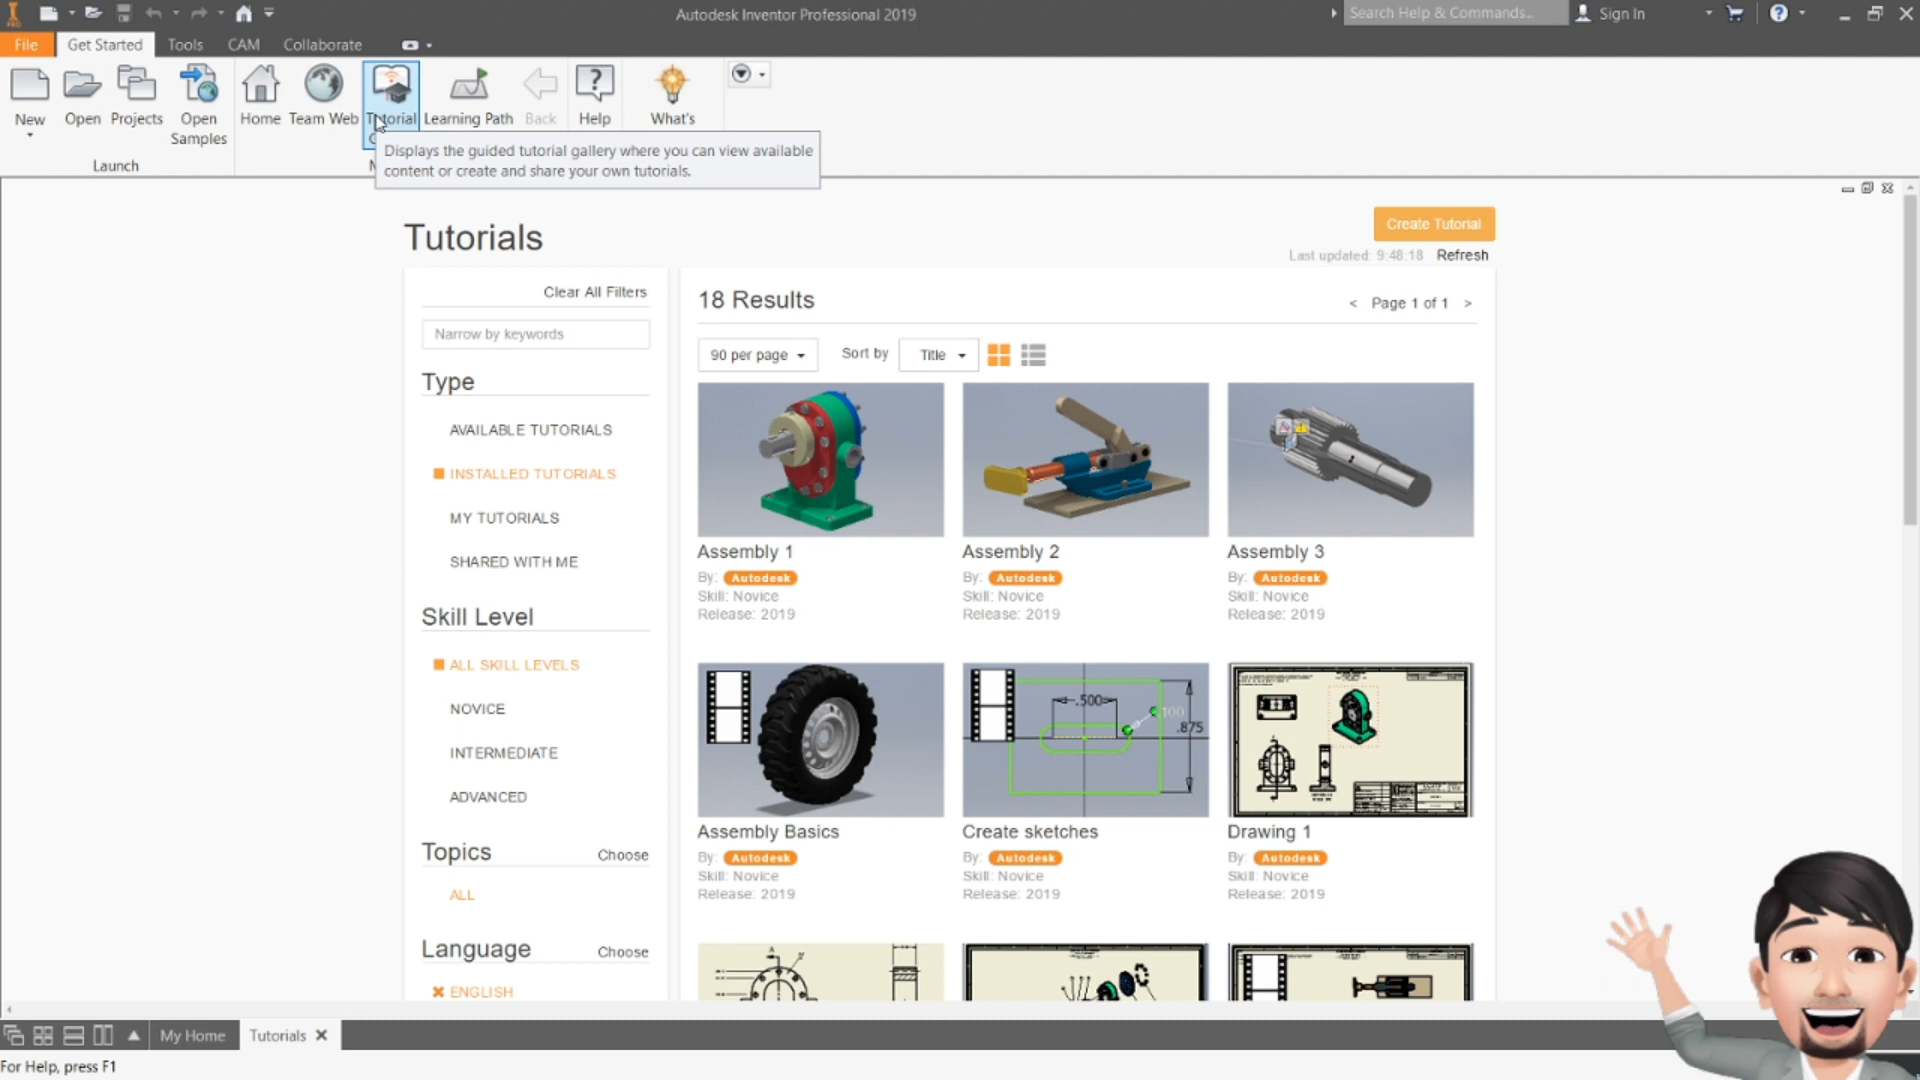 Autodesk Inventor Professional 2019
Search Help & Commands...
Sign In
File
Get Started
Tools
CAM
Collaborate
New
Open
Projects
Open
Samples
Home
Team Web
Tutorial
Learning Path
Back
Help
What's
Launch
Displays the guided tutorial gallery where you can view available
content or create and share your own tutorials.
Tutorials
Create Tutorial
Last updated: 9:48:18 Refresh
Clear All Filters
Narrow by keywords
Type
AVAILABLE TUTORIALS
INSTALLED TUTORIALS
MY TUTORIALS
SHARED WITH ME
Skill Level
ALL SKILL LEVELS
NOVICE
INTERMEDIATE
ADVANCED
Topics Choose
ALL
Language Choose
ENGLISH
18 Results
< Page 1 of 1 >
90 per page
Sort by
Title
Assembly 1
By: Autodesk
Skill: Novice
Release: 2019
Assembly 2
By: Autodesk
Skill: Novice
Release: 2019
Assembly 3
By: Autodesk
Skill: Novice
Release: 2019
.500
.100
.875
Assembly Basics
By: Autodesk
Skill: Novice
Release: 2019
Create sketches
By: Autodesk
Skill: Novice
Release: 2019
Drawing 1
By: Autodesk
Skill: Novice
Release: 2019
My Home
Tutorials
For Help, press F1